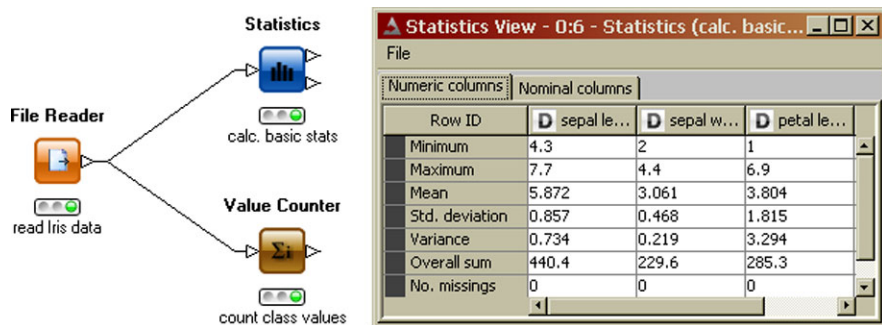 Statistics
calc. basic stats
File Reader
read Iris data
Value Counter
Σi
count class values
Statistics View - 0:6 - Statistics (calc. basic...
File
Numeric columns Nominal columns
Row ID D sepal le... D sepal w... D petal le...
Minimum 4.3 2 1
Maximum 7.7 4.4 6.9
Mean 5.872 3.061 3.804
Std. deviation 0.857 0.468 1.815
Variance 0.734 0.219 3.294
Overall sum 440.4 229.6 285.3
No. missings 0 0 0